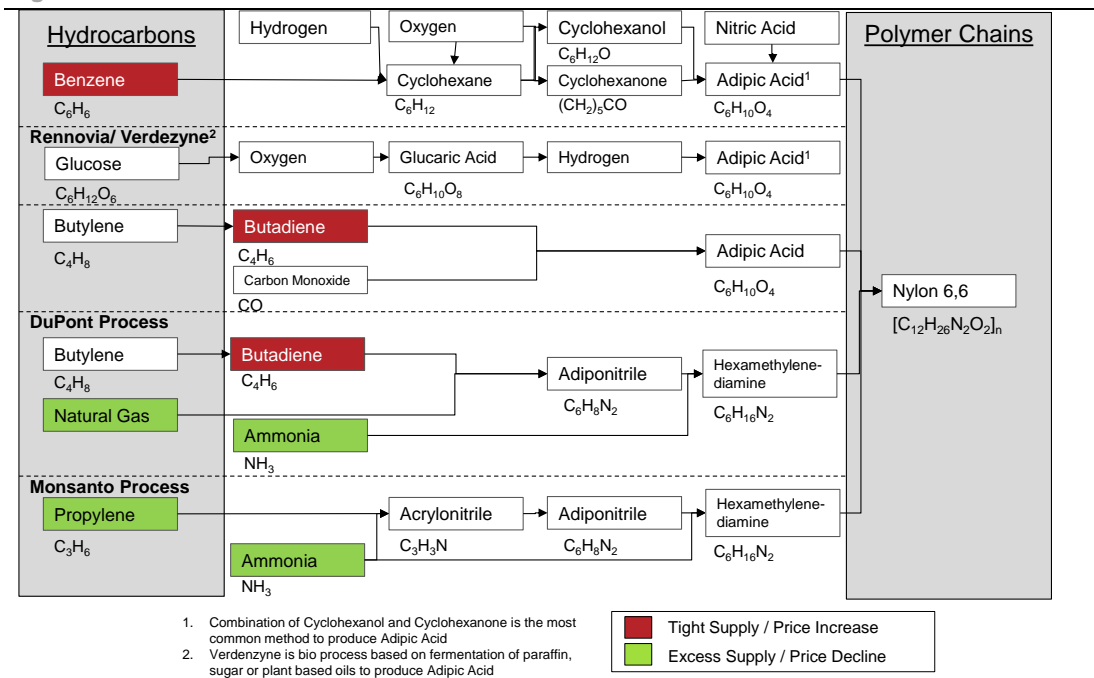 Hydrocarbons
Polymer Chains
Hydrogen
Oxygen
Cyclohexanol
C₆H₁₂O
Nitric Acid
Benzene
C₆H₆
Cyclohexane
C₆H₁₂
Cyclohexanone
(CH₂)₅CO
Adipic Acid¹
C₆H₁₀O₄
Rennovia/ Verdezyne²
Glucose
C₆H₁₂O₆
Oxygen
Glucaric Acid
C₆H₁₀O₈
Hydrogen
Adipic Acid¹
C₆H₁₀O₄
Butylene
C₄H₈
Butadiene
C₄H₆
Carbon Monoxide
CO
Adipic Acid
C₆H₁₀O₄
Nylon 6,6
[C₁₂H₂₆N₂O₂]ₙ
DuPont Process
Butylene
C₄H₈
Butadiene
C₄H₆
Natural Gas
Ammonia
NH₃
Adiponitrile
C₆H₈N₂
Hexamethylene-
diamine
C₆H₁₆N₂
Monsanto Process
Propylene
C₃H₆
Ammonia
NH₃
Acrylonitrile
C₃H₃N
Adiponitrile
C₆H₈N₂
Hexamethylene-
diamine
C₆H₁₆N₂
1. Combination of Cyclohexanol and Cyclohexanone is the most
common method to produce Adipic Acid
2. Verdenzyne is bio process based on fermentation of paraffin,
sugar or plant based oils to produce Adipic Acid
Tight Supply / Price Increase
Excess Supply / Price Decline